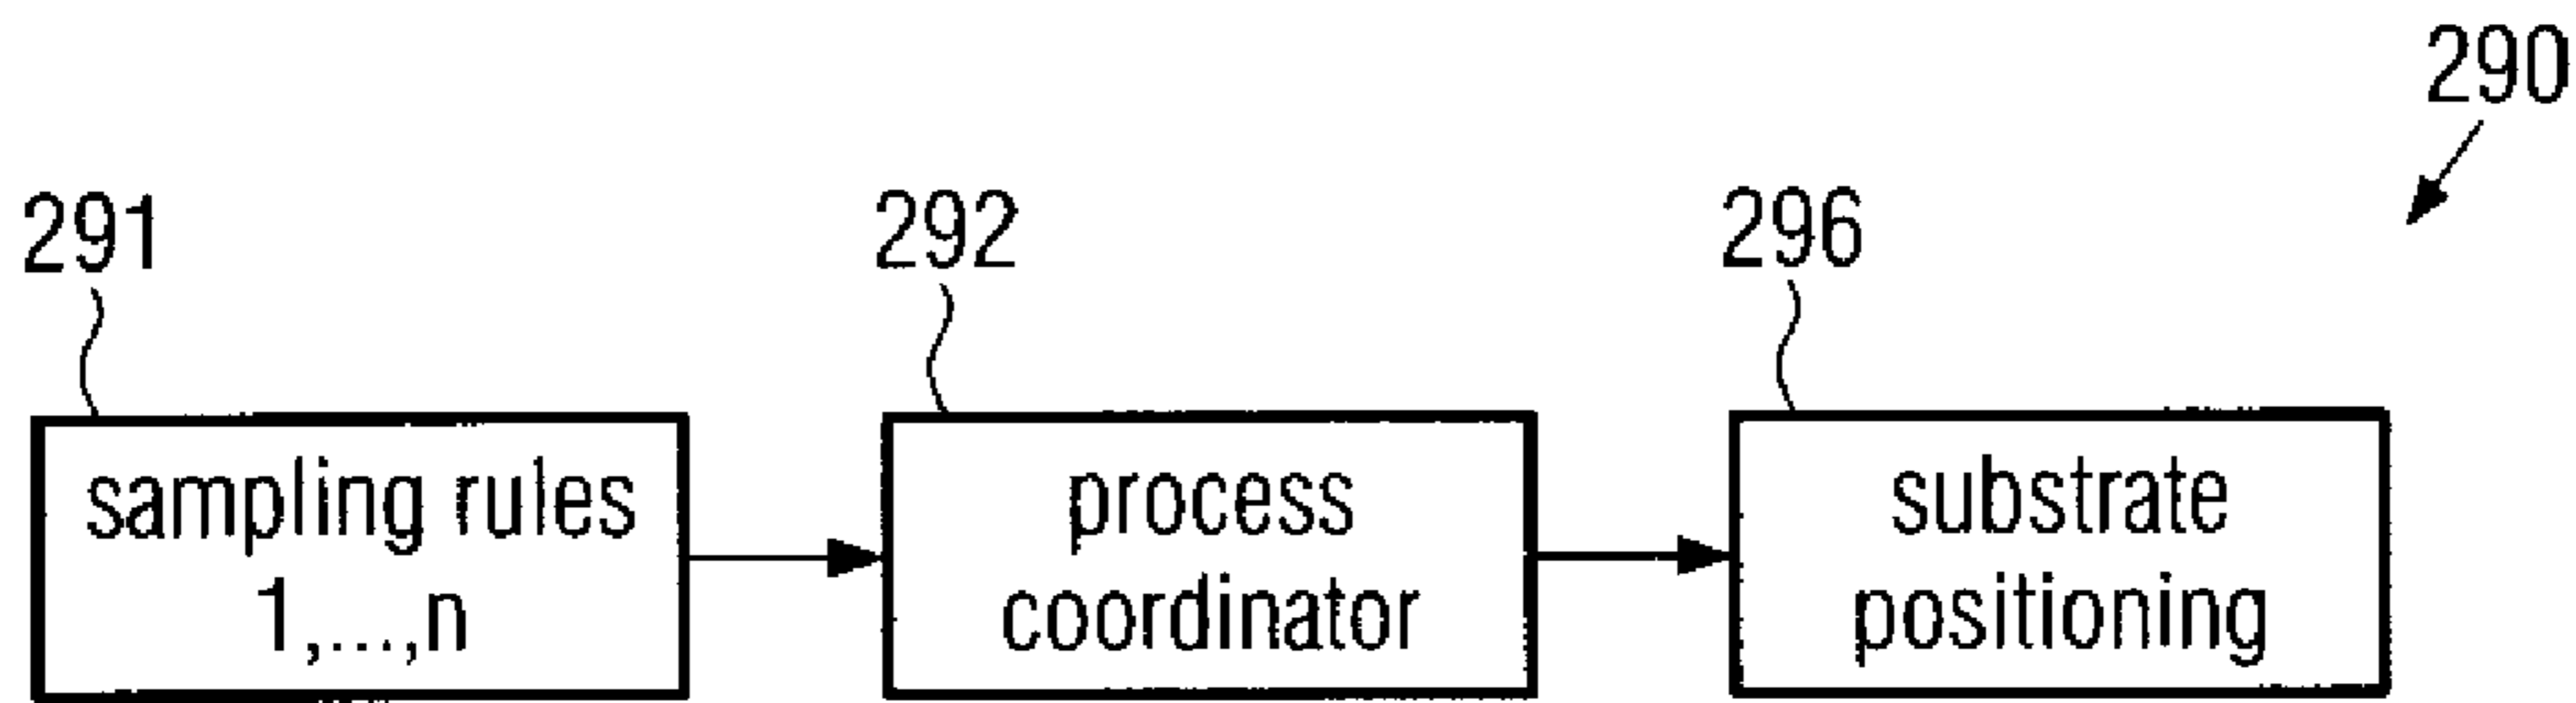 290
291
292
296
sampling rules
1,...,n
process
coordinator
substrate
positioning